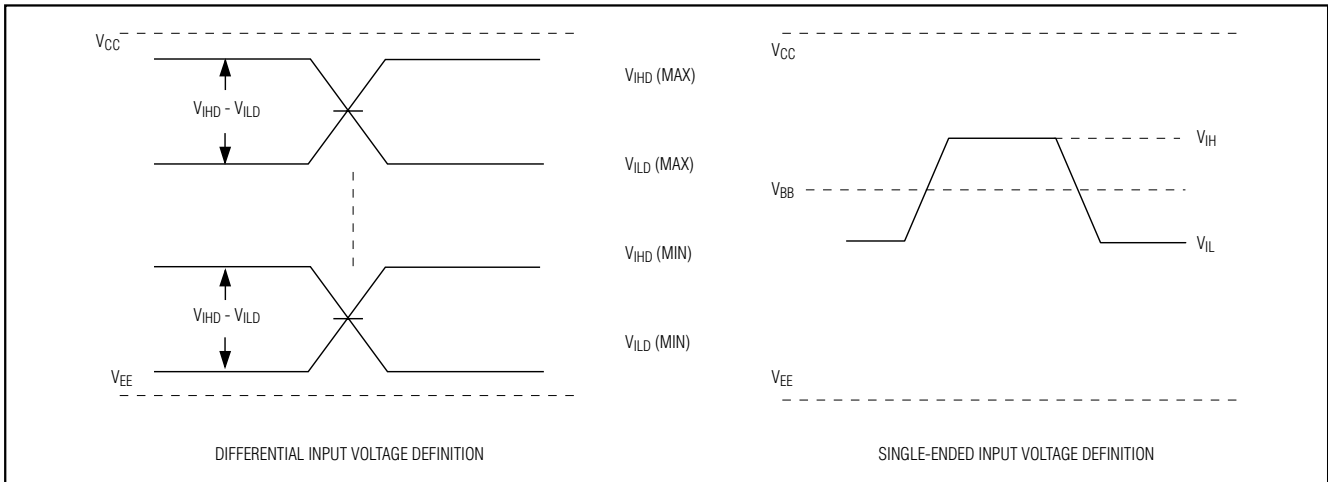 VCC
VIHD - VILD
VIHD (MAX)
VILD (MAX)
VIHD (MIN)
VIHD - VILD
VILD (MIN)
VEE
DIFFERENTIAL INPUT VOLTAGE DEFINITION
VCC
VIH
VBB
VIL
VEE
SINGLE-ENDED INPUT VOLTAGE DEFINITION